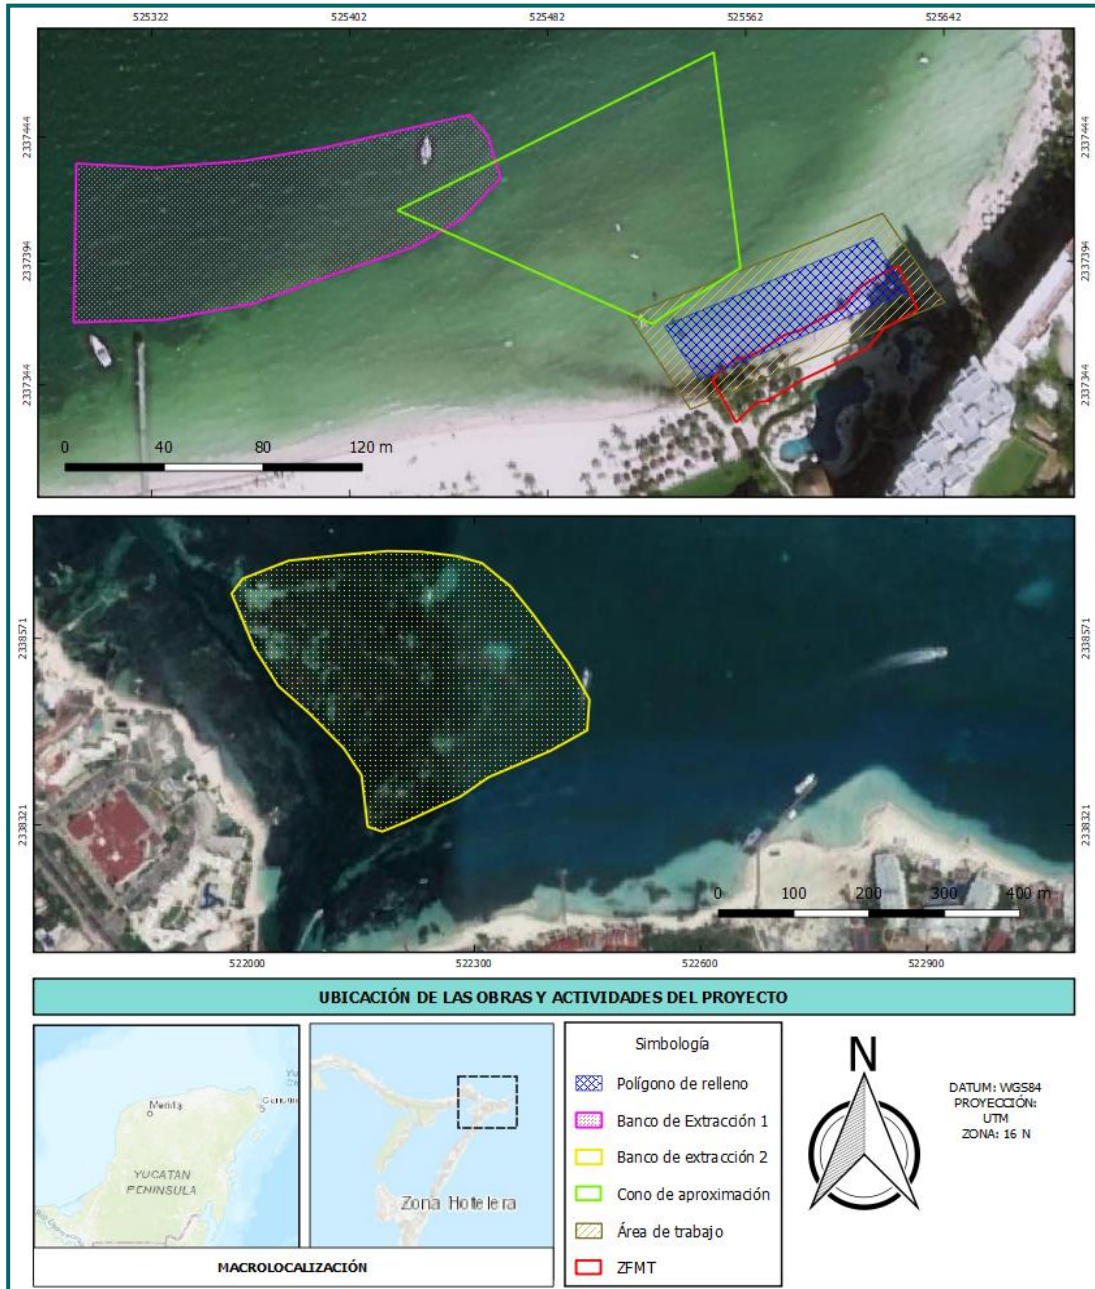 525322 525402 525482 525562 525642
2337444 2337444
2337394 2337394
2337344 2337344
0 40 80 120 m
2338571 2338571
2338321 2338321
0 100 200 300 400 m
522000 522300 522600 522900
UBICACIÓN DE LAS OBRAS Y ACTIVIDADES DEL PROYECTO
Merida
YUCATAN
PENINSULA
Zona Hotelera
MACROLOCALIZACIÓN
Simbología
Polígono de relleno
Banco de Extracción 1
Banco de extracción 2
Cono de aproximación
Área de trabajo
ZFMT
N
DATUM: WGS84
PROYECCIÓN:
UTM
ZONA: 16 N